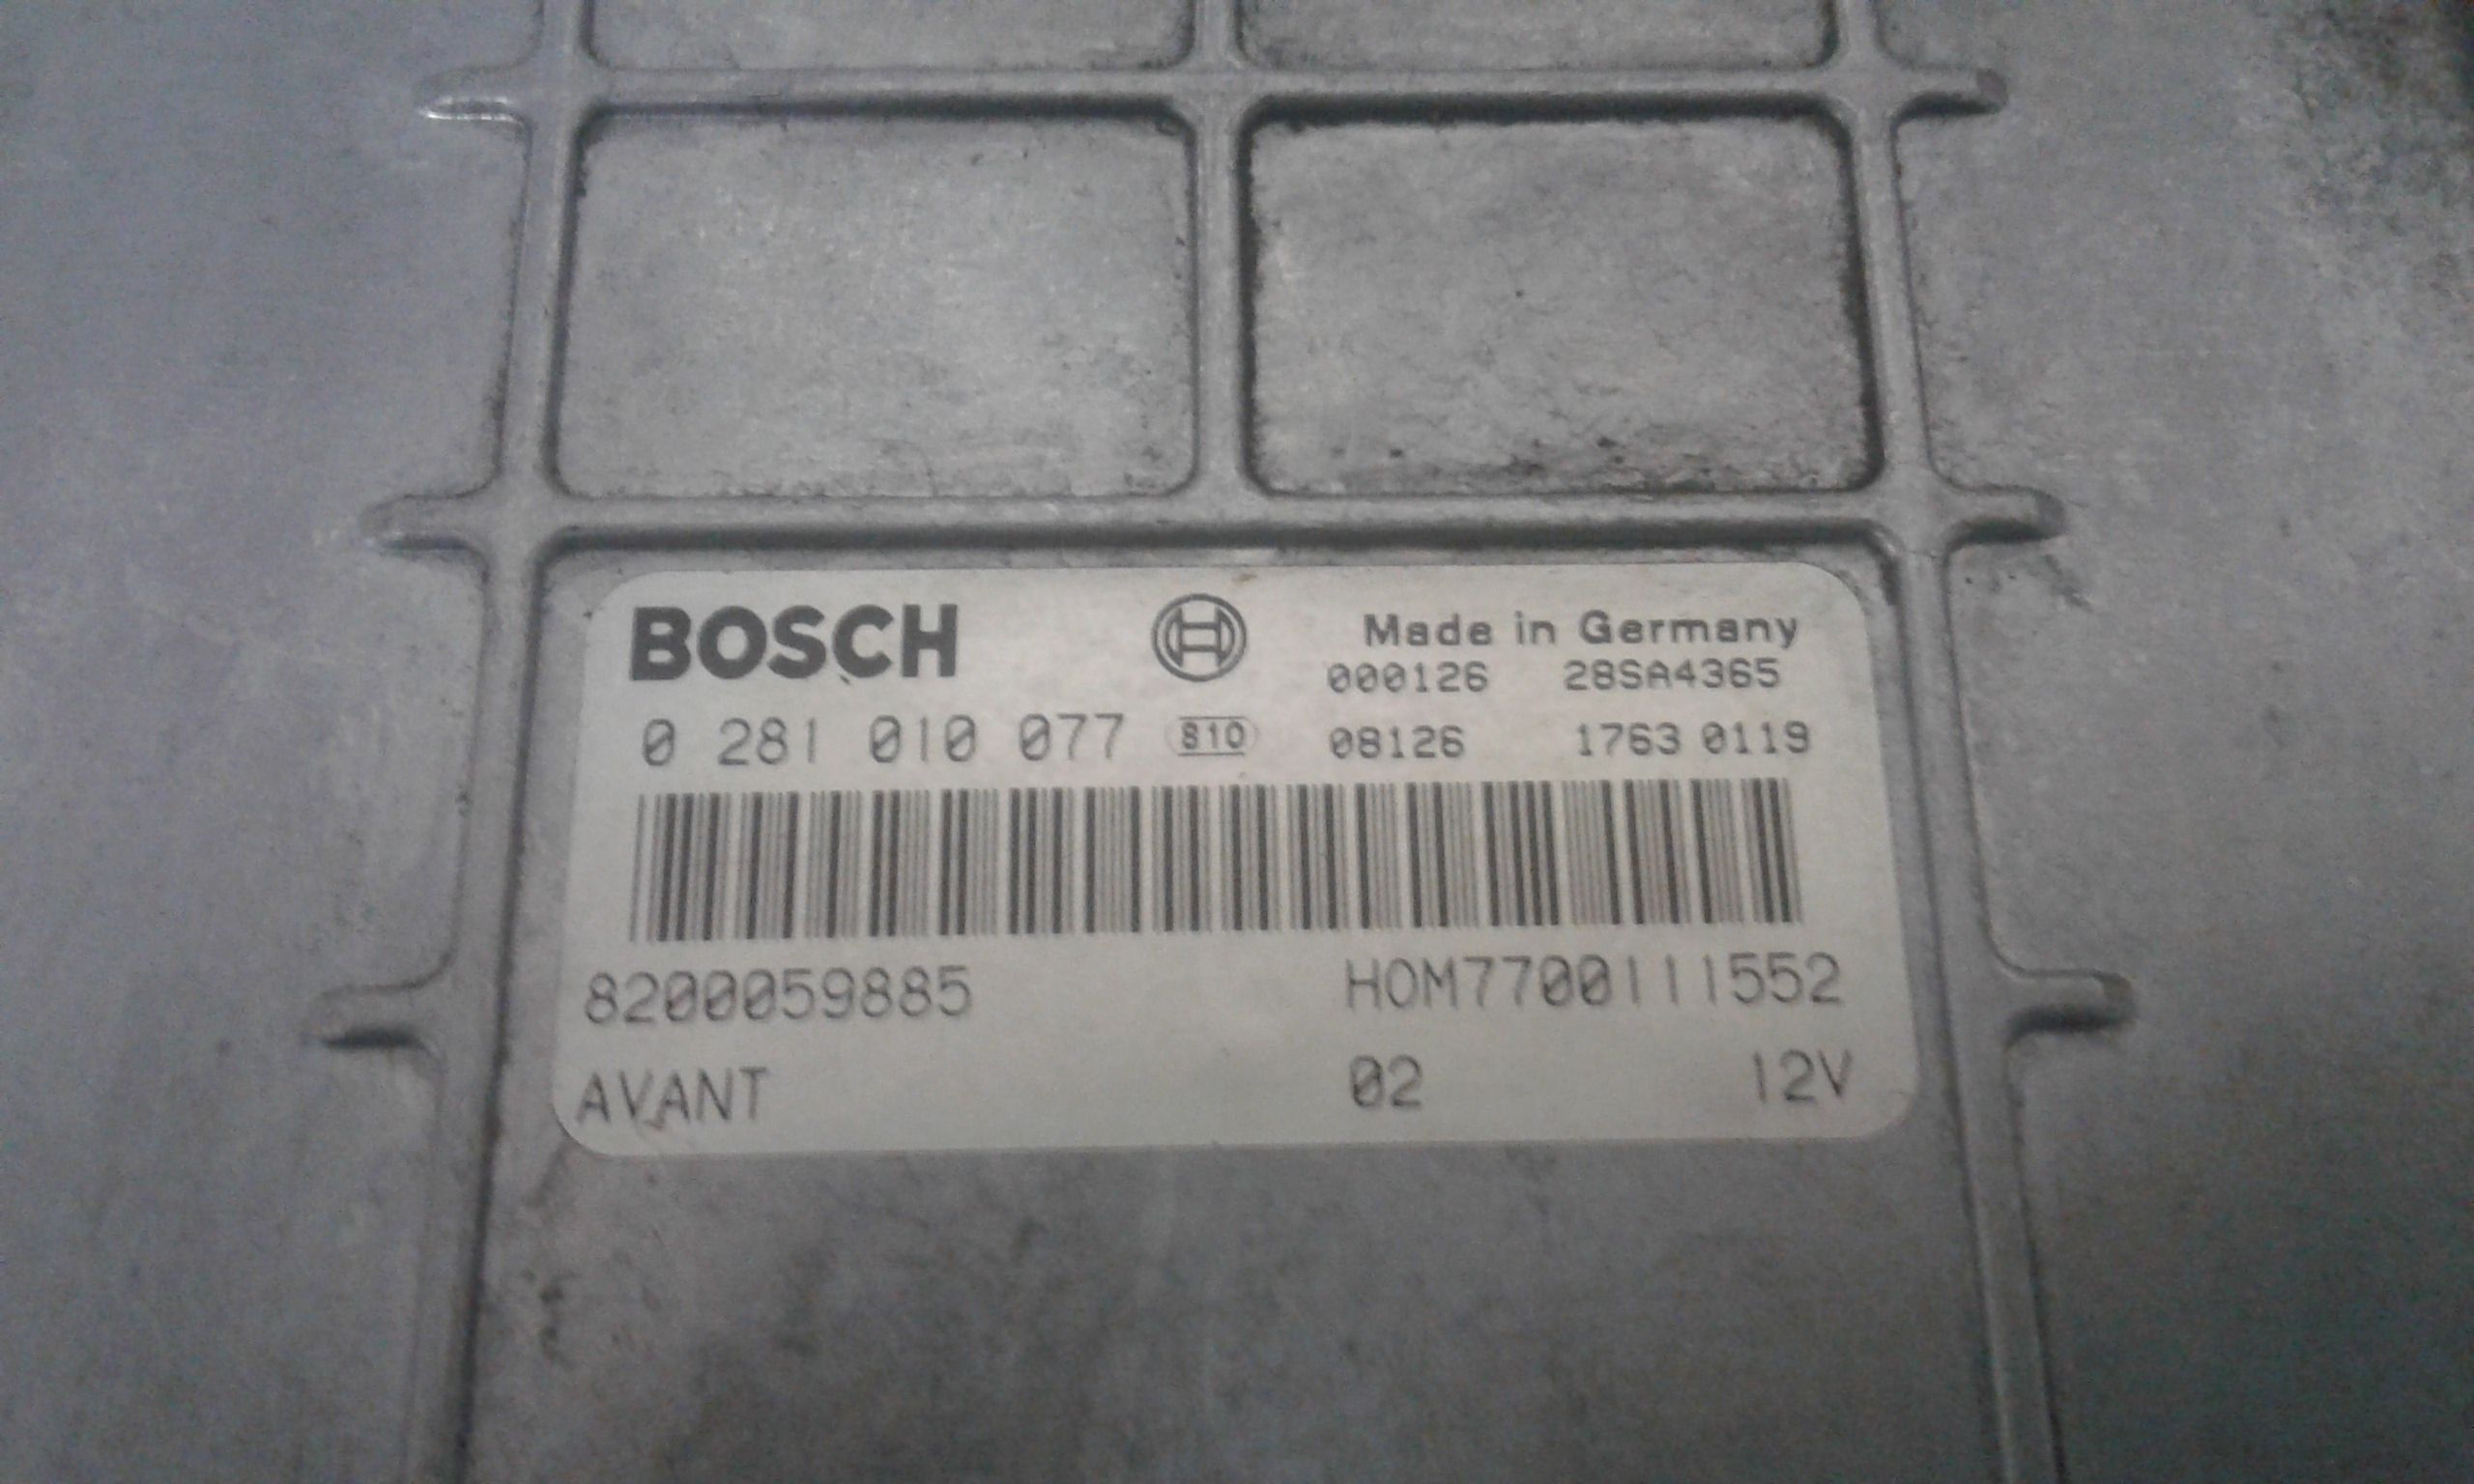 BOSCH Made in Germany
000126 28SA4365
0 281 010 077 810 08126 1763 0119
8200059885 HOM7700111552
AVANT 02 12V